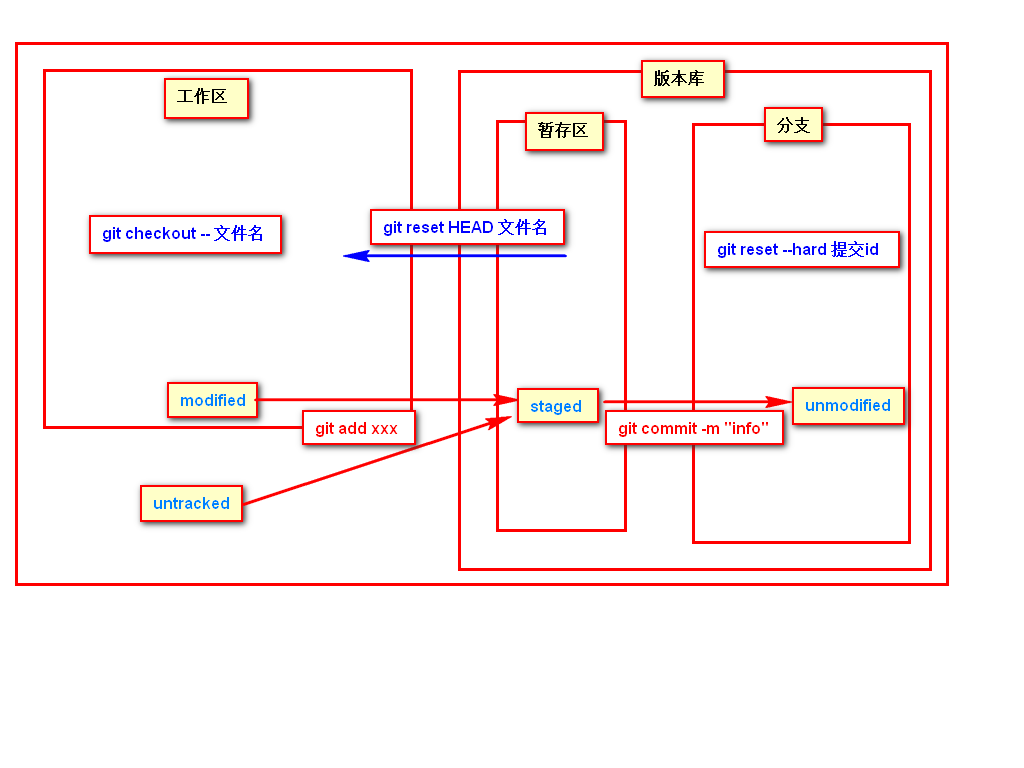 版本库
工作区
分支
暂存区
git reset HEAD 文件名
git checkout -- 文件名
git reset --hard 提交id
modified
staged
unmodified
git add xxx
git commit -m "info"
untracked